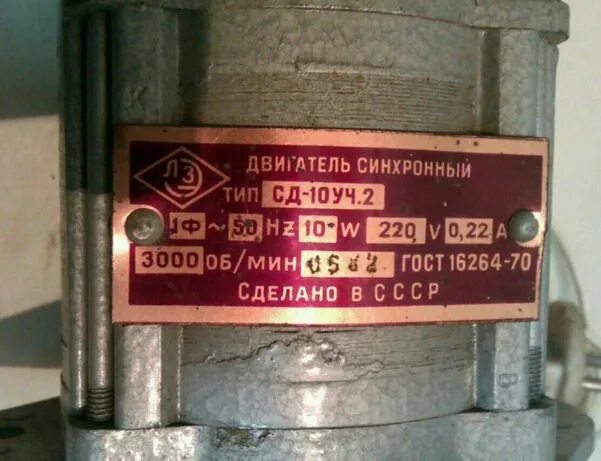 ЛЭ
ДВИГАТЕЛЬ СИНХРОННЫЙ
ТИП СД-10УЧ.2
1Ф ~ 50 Hz 10 W 220 V 0,22 А
3000 ОБ/МИН ГОСТ 16264-70
СДЕЛАНО В СССР